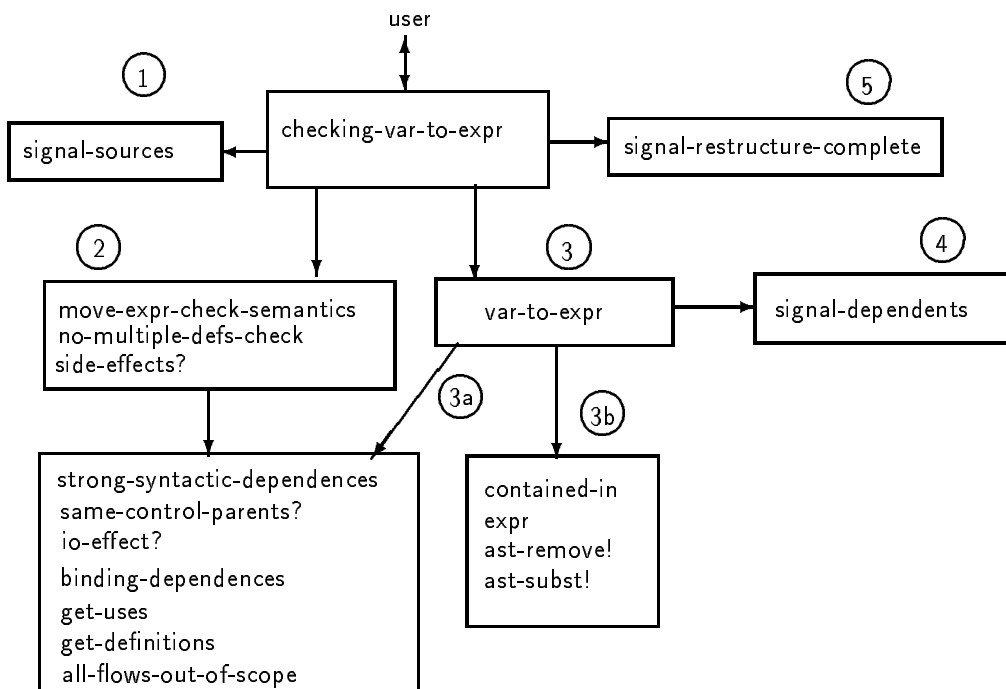 user
1
5
checking-var-to-expr
signal-sources
signal-restructure-complete
2
3
4
move-expr-check-semantics
no-multiple-defs-check
side-effects?
var-to-expr
signal-dependents
3a
3b
strong-syntactic-dependences
same-control-parents?
io-effect?
binding-dependences
get-uses
get-definitions
all-flows-out-of-scope
contained-in
expr
ast-remove!
ast-subst!